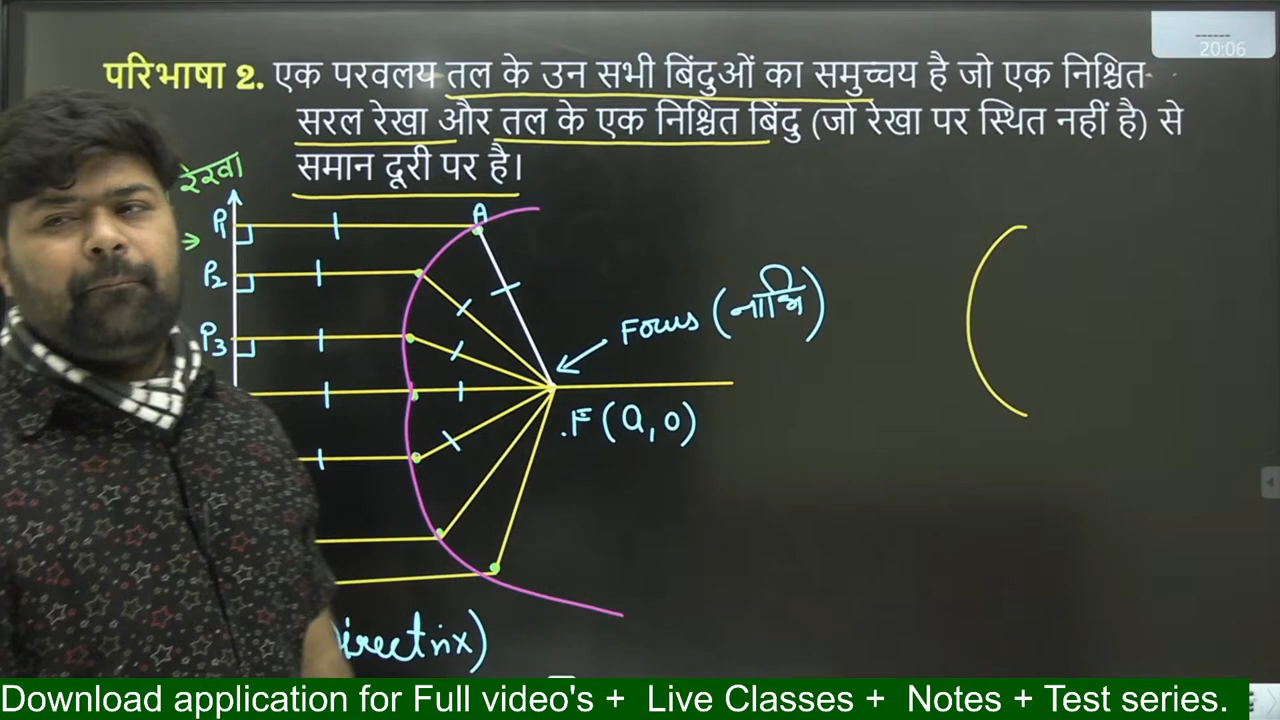 20:06
परिभाषा 2. एक परवलय तल के उन सभी बिंदुओं का समुच्चय है जो एक निश्चित
सरल रेखा और तल के एक निश्चित बिंदु (जो रेखा पर स्थित नहीं है) से
समान दूरी पर है।
रेखा
P1
A
P2
P3
Focus (नाभि)
.F (a, 0)
irectrix)
Download application for Full video's + Live Classes + Notes + Test series.